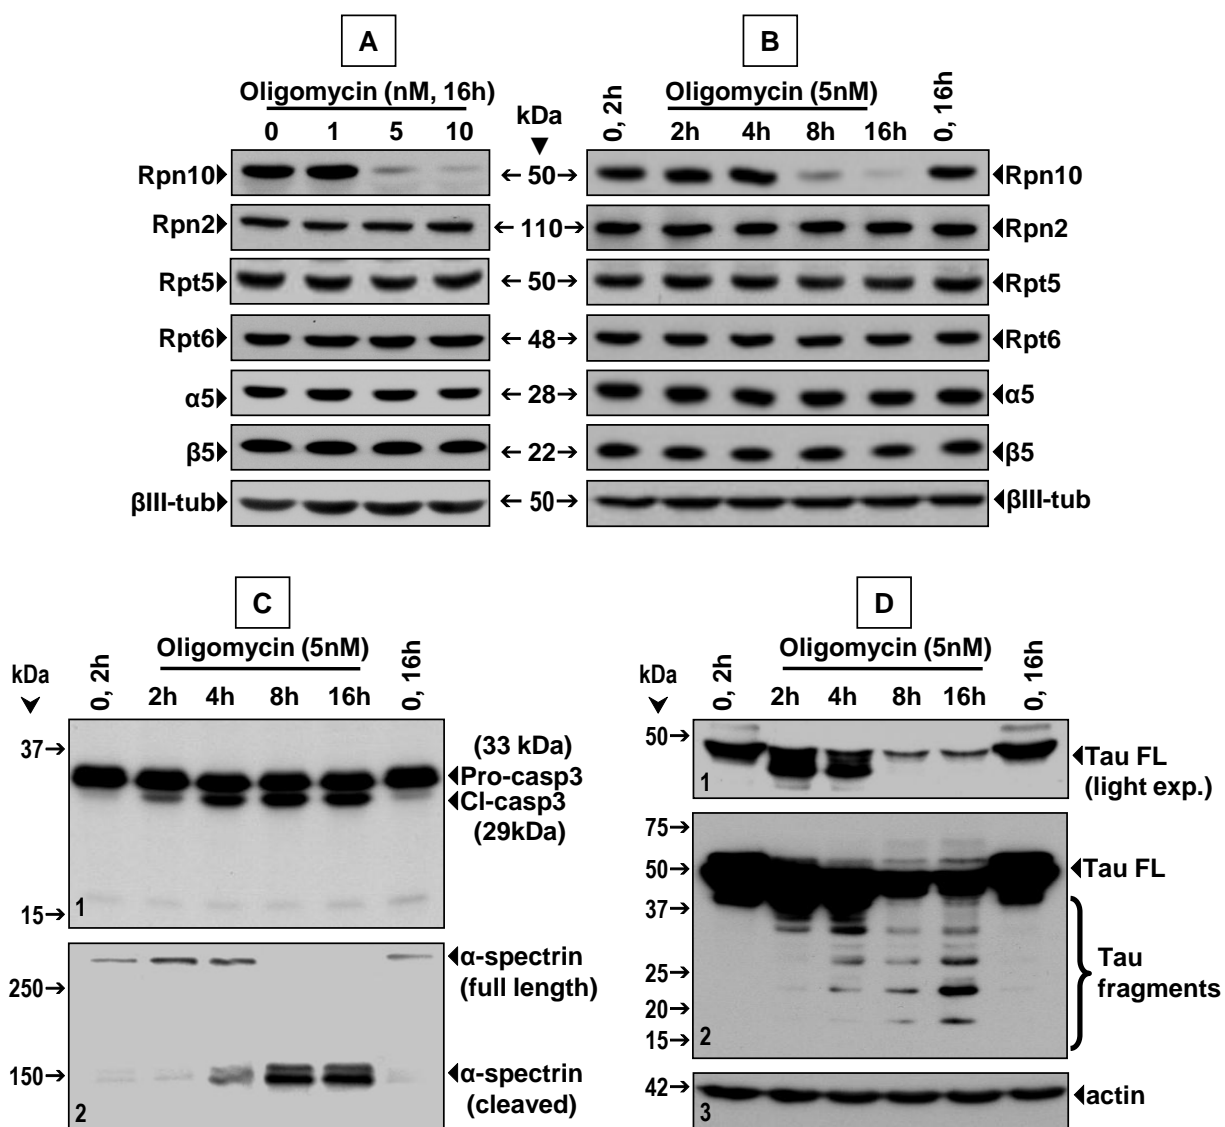 A
B
Oligomycin (nM, 16h)
0 1 5 10
kDa
0, 2h
Oligomycin (5nM)
2h 4h 8h 16h
0, 16h
Rpn10 ←50→ Rpn10
Rpn2 ←110→ Rpn2
Rpt5 ←50→ Rpt5
Rpt6 ←48→ Rpt6
α5 ←28→ α5
β5 ←22→ β5
βIII-tub ←50→ βIII-tub
C
kDa
0, 2h
Oligomycin (5nM)
2h 4h 8h 16h
0, 16h
37→
(33 kDa)
Pro-casp3
Cl-casp3
(29kDa)
15→
1
α-spectrin
(full length)
250→
150→
α-spectrin
(cleaved)
2
D
kDa
0, 2h
Oligomycin (5nM)
2h 4h 8h 16h
0, 16h
50→
Tau FL
(light exp.)
1
75→
50→
Tau FL
37→
Tau
fragments
25→
20→
15→
2
42→
actin
3